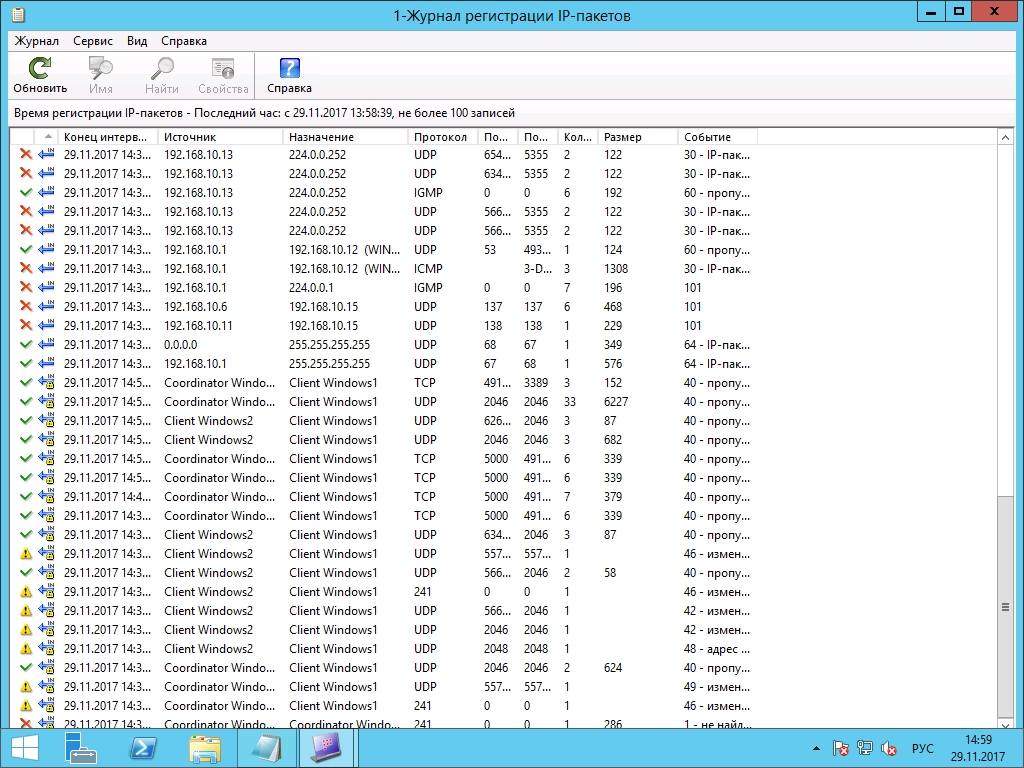 1-Журнал регистрации IP-пакетов
Журнал Сервис Вид Справка
Обновить Имя Найти Свойства Справка
Время регистрации IP-пакетов - Последний час: с 29.11.2017 13:58:39, не более 100 записей
Конец интерв... Источник Назначение Протокол По... По... Кол... Размер Событие
29.11.2017 14:3... 192.168.10.13 224.0.0.252 UDP 654... 5355 2 122 30 - IP-пак...
29.11.2017 14:3... 192.168.10.13 224.0.0.252 UDP 634... 5355 2 122 30 - IP-пак...
29.11.2017 14:3... 192.168.10.13 224.0.0.252 IGMP 0 0 6 192 60 - пропу...
29.11.2017 14:3... 192.168.10.13 224.0.0.252 UDP 566... 5355 2 122 30 - IP-пак...
29.11.2017 14:3... 192.168.10.13 224.0.0.252 UDP 566... 5355 2 122 30 - IP-пак...
29.11.2017 14:3... 192.168.10.1 192.168.10.12 (WIN... UDP 53 493... 1 124 60 - пропу...
29.11.2017 14:3... 192.168.10.1 192.168.10.12 (WIN... ICMP 3-D... 3 1308 30 - IP-пак...
29.11.2017 14:3... 192.168.10.1 224.0.0.1 IGMP 0 0 7 196 101
29.11.2017 14:3... 192.168.10.6 192.168.10.15 UDP 137 137 6 468 101
29.11.2017 14:3... 192.168.10.11 192.168.10.15 UDP 138 138 1 229 101
29.11.2017 14:3... 0.0.0.0 255.255.255.255 UDP 68 67 1 349 64 - IP-пак...
29.11.2017 14:3... 192.168.10.1 255.255.255.255 UDP 67 68 1 576 64 - IP-пак...
29.11.2017 14:5... Coordinator Windo... Client Windows1 TCP 491... 3389 3 152 40 - пропу...
29.11.2017 14:5... Coordinator Windo... Client Windows1 UDP 2046 2046 33 6227 40 - пропу...
29.11.2017 14:5... Client Windows2 Client Windows1 UDP 626... 2046 3 87 40 - пропу...
29.11.2017 14:5... Client Windows2 Client Windows1 UDP 2046 2046 3 682 40 - пропу...
29.11.2017 14:5... Coordinator Windo... Client Windows1 TCP 5000 491... 6 339 40 - пропу...
29.11.2017 14:5... Coordinator Windo... Client Windows1 TCP 5000 491... 6 339 40 - пропу...
29.11.2017 14:4... Coordinator Windo... Client Windows1 TCP 5000 491... 7 379 40 - пропу...
29.11.2017 14:3... Coordinator Windo... Client Windows1 TCP 5000 491... 6 339 40 - пропу...
29.11.2017 14:3... Client Windows2 Client Windows1 UDP 634... 2046 3 87 40 - пропу...
29.11.2017 14:3... Client Windows2 Client Windows1 UDP 557... 557... 1 46 - измен...
29.11.2017 14:3... Client Windows2 Client Windows1 UDP 566... 2046 2 58 40 - пропу...
29.11.2017 14:3... Client Windows2 Client Windows1 241 0 0 1 46 - измен...
29.11.2017 14:3... Client Windows2 Client Windows1 UDP 566... 2046 1 42 - измен...
29.11.2017 14:3... Client Windows2 Client Windows1 UDP 2046 2046 1 42 - измен...
29.11.2017 14:3... Client Windows2 Client Windows1 UDP 2048 2048 1 48 - адрес ...
29.11.2017 14:3... Coordinator Windo... Client Windows1 UDP 2046 2046 2 624 40 - пропу...
29.11.2017 14:3... Coordinator Windo... Client Windows1 UDP 557... 557... 1 49 - измен...
29.11.2017 14:3... Coordinator Windo... Client Windows1 241 0 0 1 46 - измен...
29.11.2017 14:3... Coordinator Windo... Coordinator Windo... 241 0 0 1 286 1 - не найд...
РУС 14:59
29.11.2017